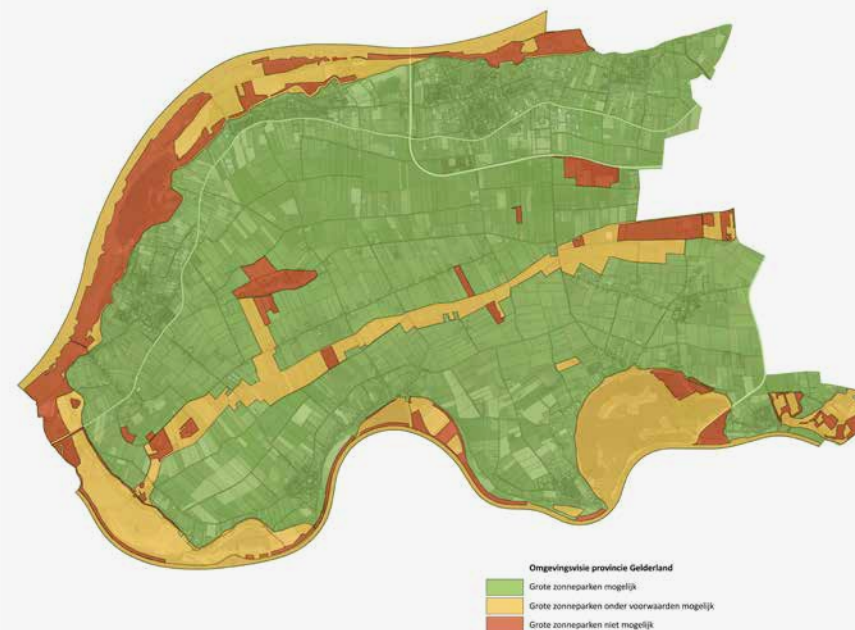 Omgevingsvisie provincie Gelderland
Grote zonneparken mogelijk
Grote zonneparken onder voorwaarden mogelijk
Grote zonneparken niet mogelijk